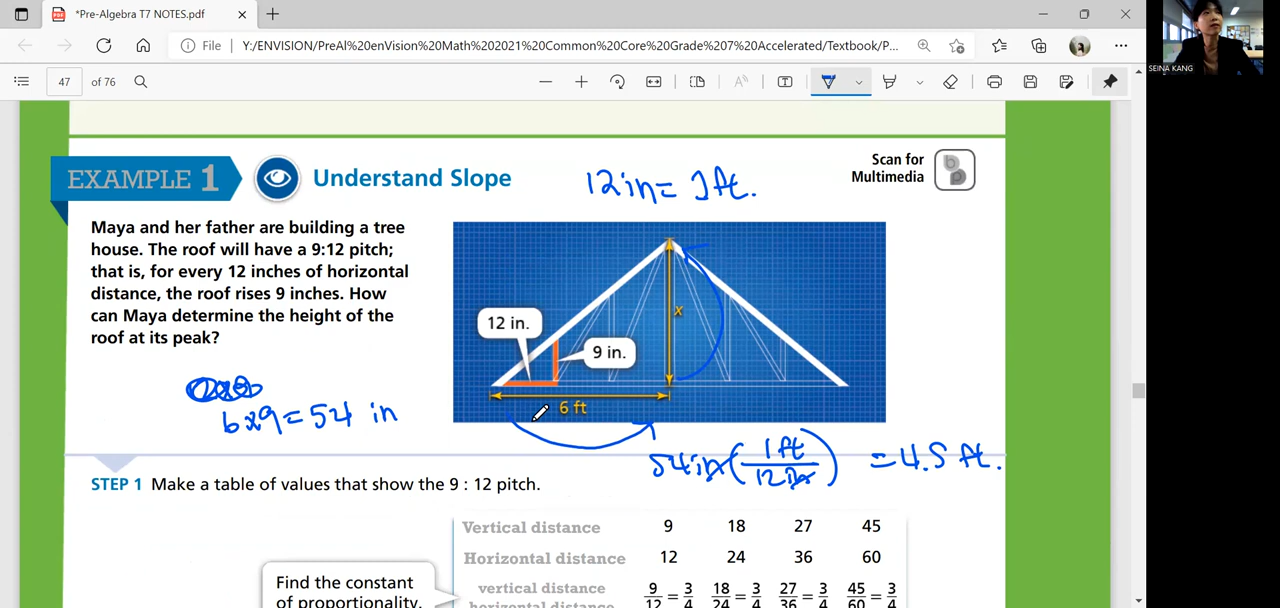 *Pre-Algebra T7 NOTES.pdf
File
Y:/ENVISION/PreAl%20enVision%20Math%202021%20Common%20Core%20Grade%207%20Accelerated/Textbook/P...
SEINA KANG
47 of 76
EXAMPLE 1
Understand Slope
Scan for
Multimedia
12in = 1ft.
Maya and her father are building a tree
house. The roof will have a 9:12 pitch;
that is, for every 12 inches of horizontal
distance, the roof rises 9 inches. How
can Maya determine the height of the
roof at its peak?
x
12 in.
9 in.
6 ft
6x9=54 in
54in(1ft/12in) = 4.5 ft.
STEP 1 Make a table of values that show the 9 : 12 pitch.
Vertical distance 9 18 27 45
Horizontal distance 12 24 36 60
vertical distance
horizontal distance
9/12 = 3/4 18/24 = 3/4 27/36 = 3/4 45/60 = 3/4
Find the constant
of proportionality.